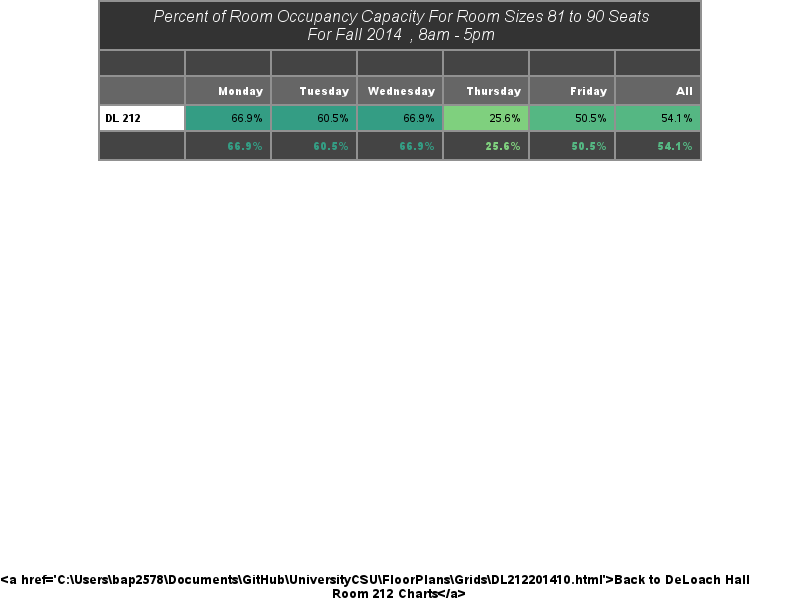 Percent of Room Occupancy Capacity For Room Sizes 81 to 90 Seats
For Fall 2014 , 8am - 5pm
Monday Tuesday Wednesday Thursday Friday All
DL 212 66.9% 60.5% 66.9% 25.6% 50.5% 54.1%
66.9% 60.5% 66.9% 25.6% 50.5% 54.1%
<a href='C:\Users\bap2578\Documents\GitHub\UniversityCSU\FloorPlans\Grids\DL212201410.html'>Back to DeLoach Hall
Room 212 Charts</a>